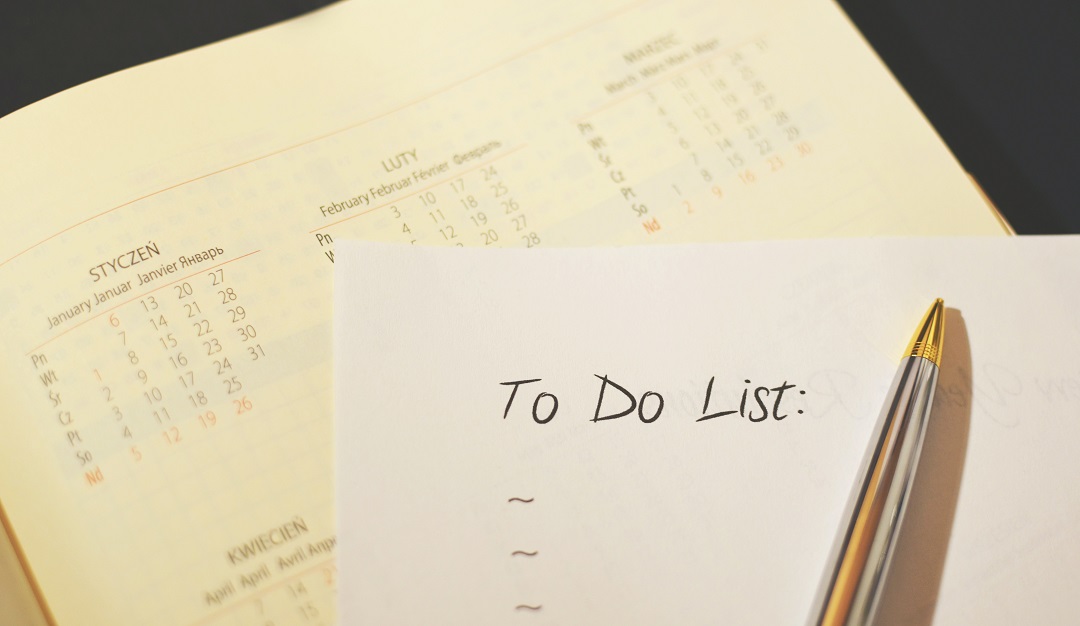 STYCZEŃ
January Januar Janvier Январь
Pn 6 13 20 27
Wt 7 14 21 28
Śr 1 8 15 22 29
Cz 2 9 16 23 30
Pt 3 10 17 24 31
So 4 11 18 25
Nd 5 12 19 26
LUTY
February Februar Février Февраль
Pn 3 10 17 24
4 11 18 25
12 19 26
20 27
28
MARZEC
March März Mars Март
Pn 3 10 17 24 31
Wt 4 11 18 25
Śr 5 12 19 26
Cz 6 13 20 27
Pt 7 14 21 28
So 1 8 15 22 29
Nd 2 9 16 23 30
KWIECIEŃ
April April Avril
7 14
15
To Do List:
~
~
~